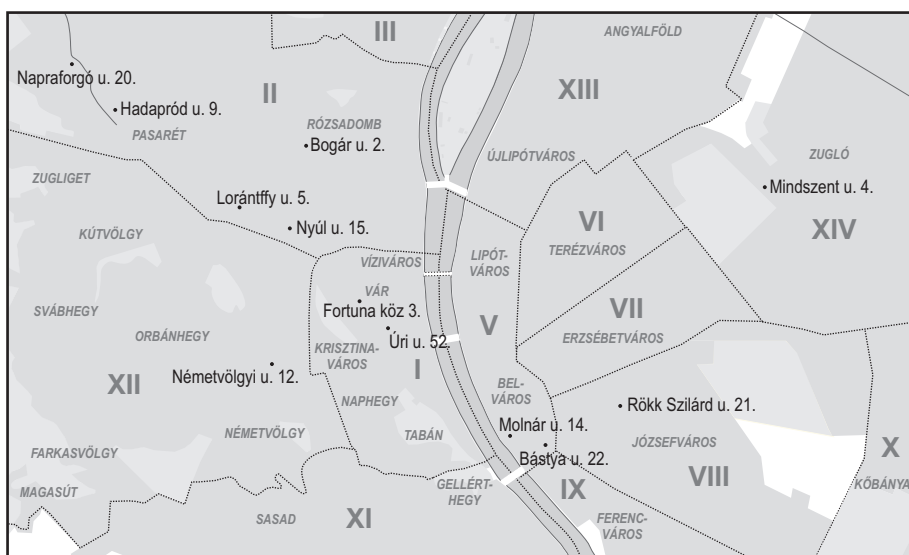 III
ANGYALFÖLD
Napraforgó u. 20.
II
XIII
Hadapród u. 9.
PASARÉT
RÓZSADOMB
Bogár u. 2.
ÚJLIPÓTVÁROS
ZUGLÓ
ZUGLIGET
Mindszent u. 4.
Lorántffy u. 5.
VI
XIV
KÚTVÖLGY
Nyúl u. 15.
TERÉZVÁROS
VÍZIVÁROS
LIPÓT-
VÁROS
VÁR
Fortuna köz 3.
VII
SVÁBHEGY
V
ORBÁNHEGY
Úri u. 52.
ERZSÉBETVÁROS
KRISZTINA-
VÁROS
I
XII
Németvölgyi u. 12.
BEL-
VÁROS
NAPHEGY
Rökk Szilárd u. 21.
Molnár u. 14.
NÉMETVÖLGY
TABÁN
JÓZSEFVÁROS
X
FARKASVÖLGY
Bástya u. 22.
VIII
KŐBÁNYA
MAGASÚT
GELLÉRT-
HEGY
IX
SASAD
XI
FERENC-
VÁROS